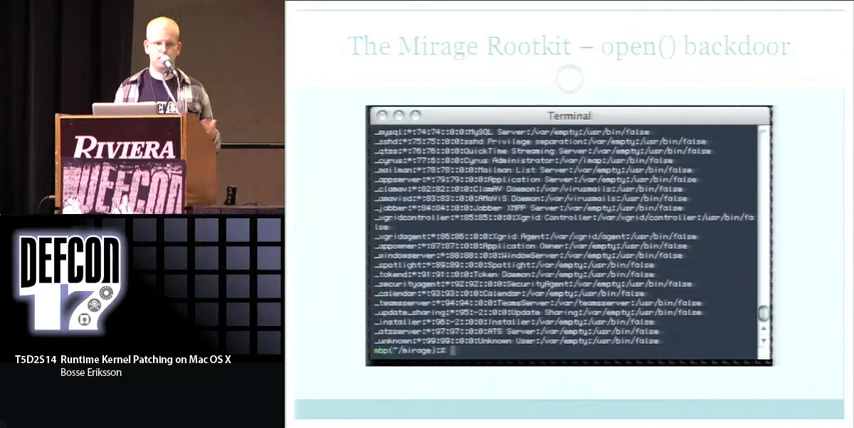 The Mirage Rootkit – open() backdoor
Terminal
_mysql:*:74:74::0:0:MySQL Server:/var/empty:/usr/bin/false
_sshd:*:75:75::0:0:sshd Privilege separation:/var/empty:/usr/bin/false
_qtss:*:76:76::0:0:QuickTime Streaming Server:/var/empty:/usr/bin/false
_cyrus:*:77:6::0:0:Cyrus Administrator:/var/imap:/usr/bin/false
_mailman:*:78:78::0:0:Mailman List Server:/var/empty:/usr/bin/false
_appserver:*:79:79::0:0:Application Server:/var/empty:/usr/bin/false
_clamav:*:82:82::0:0:ClamAV Daemon:/var/virusmails:/usr/bin/false
_amavisd:*:83:83::0:0:AMaViS Daemon:/var/virusmails:/usr/bin/false
_jabber:*:84:84::0:0:Jabber XMPP Server:/var/empty:/usr/bin/false
_xgridcontroller:*:85:85::0:0:Xgrid Controller:/var/xgrid/controller:/usr/bin/fa
lse
_xgridagent:*:86:86::0:0:Xgrid Agent:/var/xgrid/agent:/usr/bin/false
_appowner:*:87:87::0:0:Application Owner:/var/empty:/usr/bin/false
_windowserver:*:88:88::0:0:WindowServer:/var/empty:/usr/bin/false
_spotlight:*:89:89::0:0:Spotlight:/var/empty:/usr/bin/false
_tokend:*:91:91::0:0:Token Daemon:/var/empty:/usr/bin/false
_securityagent:*:92:92::0:0:SecurityAgent:/var/empty:/usr/bin/false
_calendar:*:93:93::0:0:Calendar:/var/empty:/usr/bin/false
_teamsserver:*:94:94::0:0:TeamsServer:/var/teamsserver:/usr/bin/false
_update_sharing:*:95:-2::0:0:Update Sharing:/var/empty:/usr/bin/false
_installer:*:96:-2::0:0:Installer:/var/empty:/usr/bin/false
_atsserver:*:97:97::0:0:ATS Server:/var/empty:/usr/bin/false
_unknown:*:99:99::0:0:Unknown User:/var/empty:/usr/bin/false
mbp(~/mirage):%
RIVIERA
DEFCON
DEFCON
17
T5D2S14 Runtime Kernel Patching on Mac OS X
Bosse Eriksson